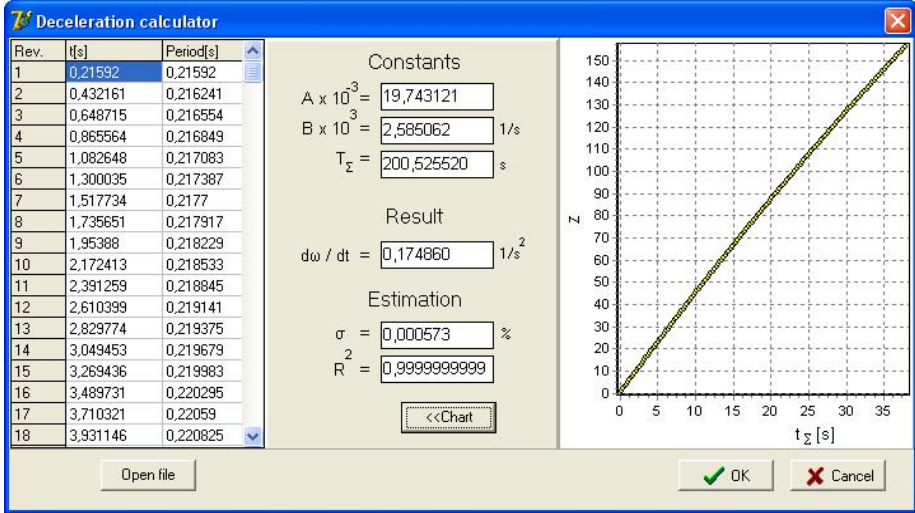 Deceleration calculator
Rev. t[s] Period[s]
1 0,21592 0,21592
2 0,432161 0,216241
3 0,648715 0,216554
4 0,865564 0,216849
5 1,082648 0,217083
6 1,300035 0,217387
7 1,517734 0,2177
8 1,735651 0,217917
9 1,95388 0,218229
10 2,172413 0,218533
11 2,391259 0,218845
12 2,610399 0,219141
13 2,829774 0,219375
14 3,049453 0,219679
15 3,269436 0,219983
16 3,489731 0,220295
17 3,710321 0,22059
18 3,931146 0,220825
Constants
A x 10⁻³ = 19,743121
B x 10³ = 2,585062 1/s
T_Σ = 200,525520 s
Result
dω / dt = 0,174860 1/s²
Estimation
σ = 0,000573 %
R² = 0,9999999999
<<Chart
150
140
130
120
110
100
90
80
70
60
50
40
30
20
10
0
Z
0 5 10 15 20 25 30 35
t_Σ [s]
Open file
OK
Cancel